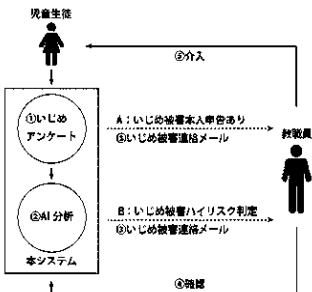 児童生徒
⑤介入
①いじめ
アンケート
A：いじめ被害本人申告あり
③いじめ被害連絡メール
教職員
②AI 分析
B：いじめ被害ハイリスク判定
③いじめ被害連絡メール
本システム
④確認